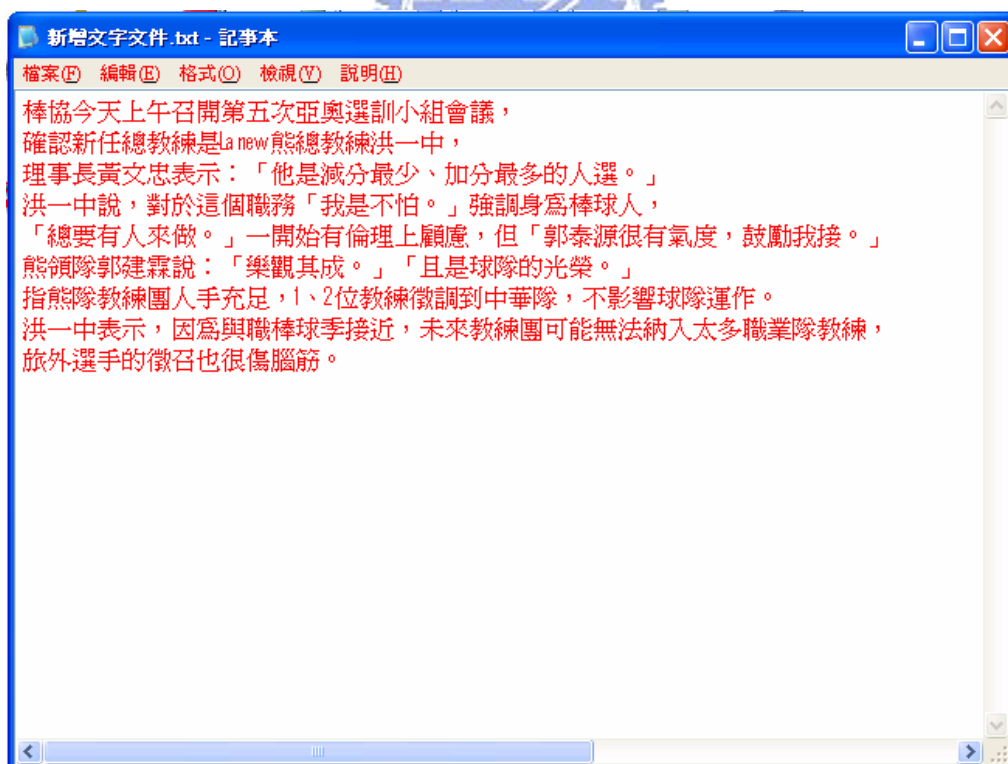 新增文字文件.txt - 記事本
檔案(F) 編輯(E) 格式(O) 檢視(V) 說明(H)
棒協今天上午召開第五次亞奧選訓小組會議，
確認新任總教練是La new熊總教練洪一中，
理事長黃文忠表示：「他是減分最少、加分最多的人選。」
洪一中說，對於這個職務「我是不怕。」強調身為棒球人，
「總要有人來做。」一開始有倫理上顧慮，但「郭泰源很有氣度，鼓勵我接。」
熊領隊郭建霖說：「樂觀其成。」「且是球隊的光榮。」
指熊隊教練團人手充足，1、2位教練徵調到中華隊，不影響球隊運作。
洪一中表示，因為與職棒球季接近，未來教練團可能無法納入太多職業隊教練，
旅外選手的徵召也很傷腦筋。